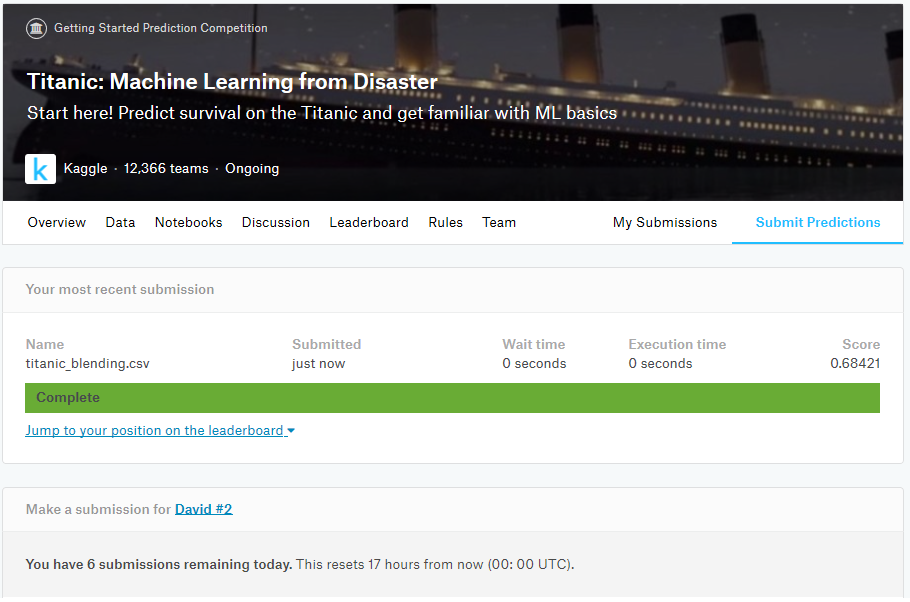 Getting Started Prediction Competition
Titanic: Machine Learning from Disaster
Start here! Predict survival on the Titanic and get familiar with ML basics
k Kaggle · 12,366 teams · Ongoing
Overview Data Notebooks Discussion Leaderboard Rules Team My Submissions Submit Predictions
Your most recent submission
Name Submitted Wait time Execution time Score
titanic_blending.csv just now 0 seconds 0 seconds 0.68421
Complete
Jump to your position on the leaderboard
Make a submission for David #2
You have 6 submissions remaining today. This resets 17 hours from now (00: 00 UTC).